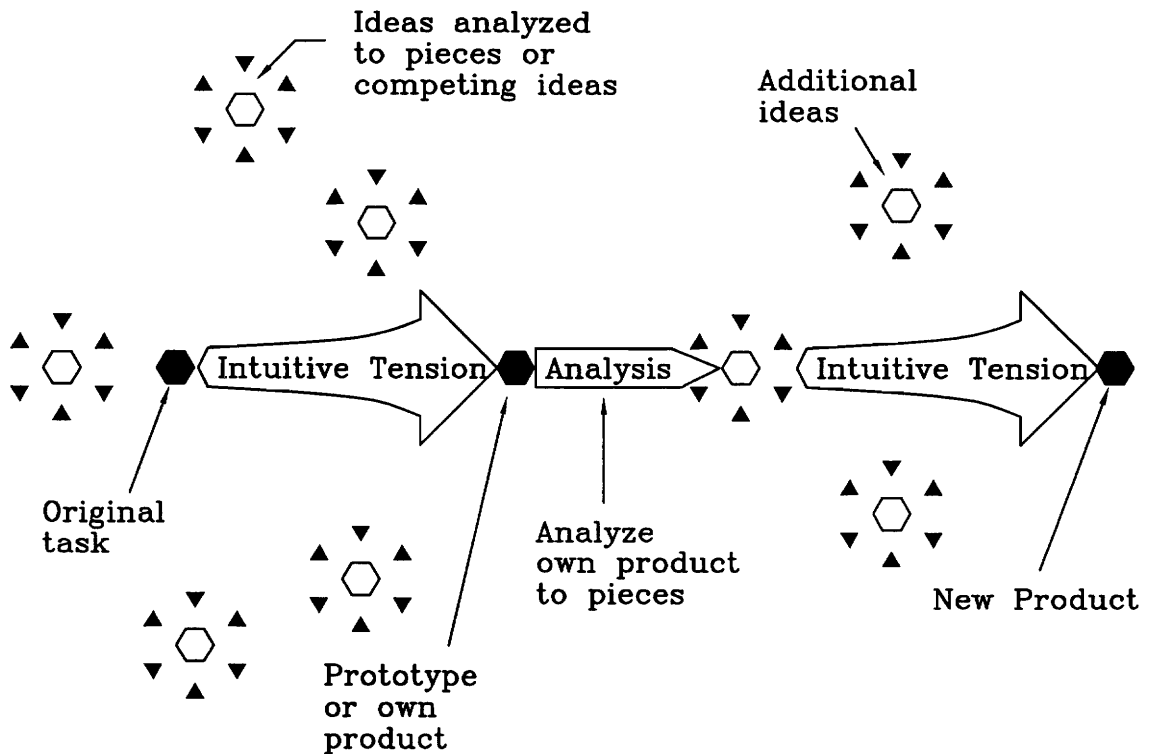 Ideas analyzed
to pieces or
competing ideas
Additional
ideas
Intuitive Tension
Analysis
Intuitive Tension
Original
task
Analyze
own product
to pieces
New Product
Prototype
or own
product